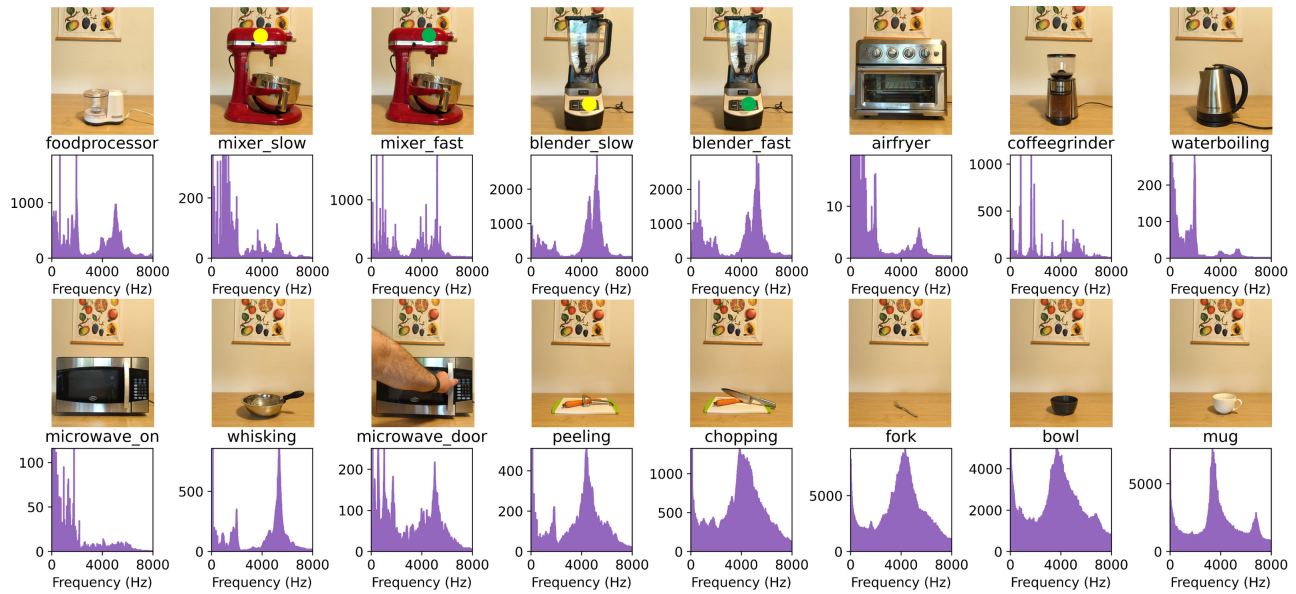 foodprocessor mixer_slow mixer_fast blender_slow blender_fast airfryer coffeegrinder waterboiling
1000 200 1000 2000 2000 10 1000 200
1000 1000 500 100
0 0 0 0 0 0 0 0
0 4000 8000 0 4000 8000 0 4000 8000 0 4000 8000 0 4000 8000 0 4000 8000 0 4000 8000 0 4000 8000
Frequency (Hz) Frequency (Hz) Frequency (Hz) Frequency (Hz) Frequency (Hz) Frequency (Hz) Frequency (Hz) Frequency (Hz)
microwave_on whisking microwave_door peeling chopping fork bowl mug
100 500 200 400 1000 5000 4000 5000
50 100 200 500 2000
0 0 0 0 0 0 0 0
0 4000 8000 0 4000 8000 0 4000 8000 0 4000 8000 0 4000 8000 0 4000 8000 0 4000 8000 0 4000 8000
Frequency (Hz) Frequency (Hz) Frequency (Hz) Frequency (Hz) Frequency (Hz) Frequency (Hz) Frequency (Hz) Frequency (Hz)